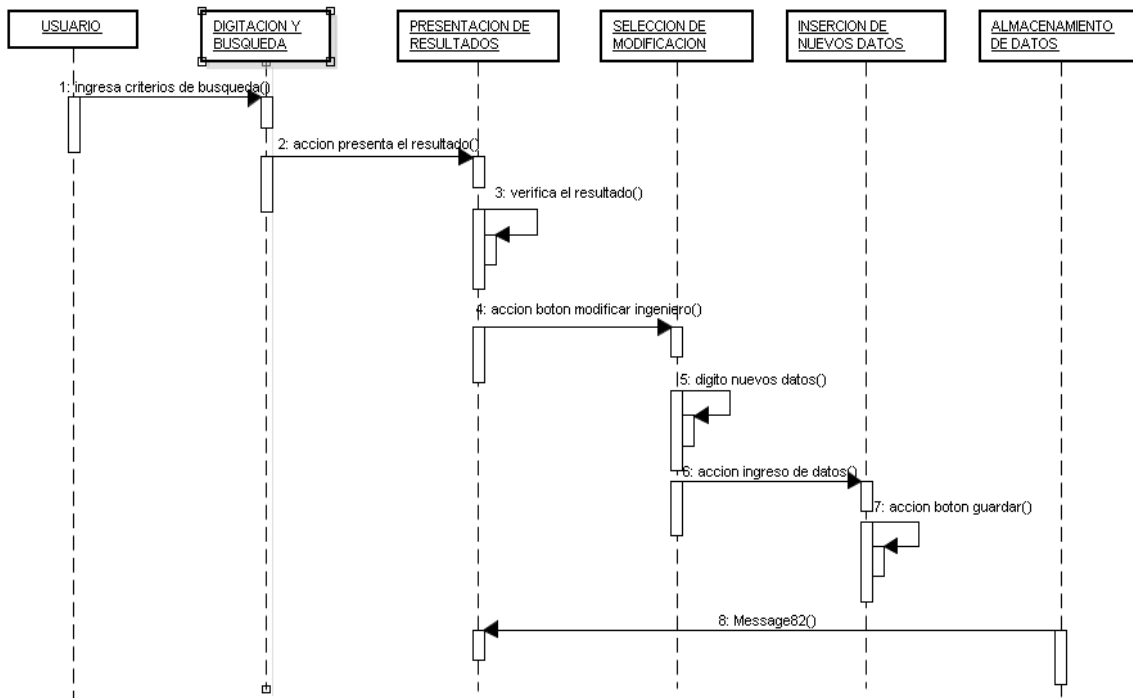 USUARIO
DIGITACION Y
BUSQUEDA
PRESENTACION DE
RESULTADOS
SELECCION DE
MODIFICACION
INSERCION DE
NUEVOS DATOS
ALMACENAMIENTO
DE DATOS
1: ingresa criterios de busqueda()
2: accion presenta el resultado()
3: verifica el resultado()
4: accion boton modificar ingeniero()
5: digito nuevos datos()
6: accion ingreso de datos()
7: accion boton guardar()
8: Message82()